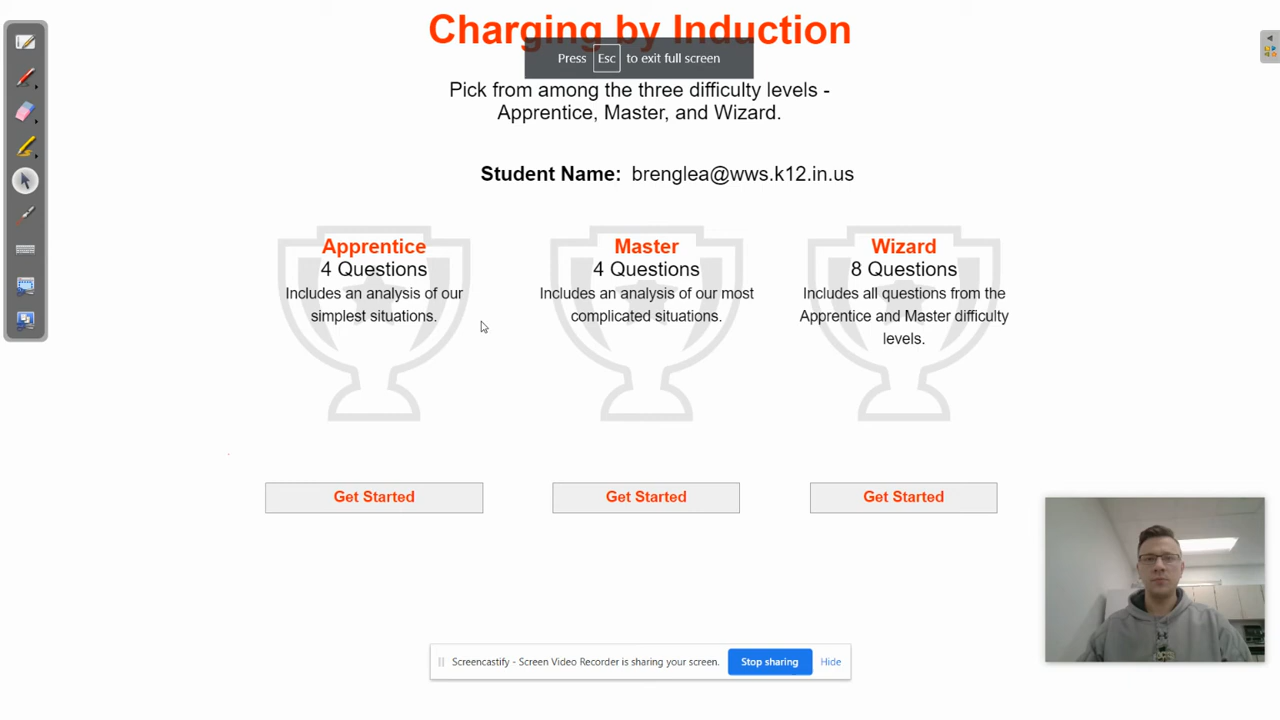 Charging by Induction
Press Esc to exit full screen
Pick from among the three difficulty levels -
Apprentice, Master, and Wizard.
Student Name: brenglea@wws.k12.in.us
Apprentice
4 Questions
Includes an analysis of our
simplest situations.
Master
4 Questions
Includes an analysis of our most
complicated situations.
Wizard
8 Questions
Includes all questions from the
Apprentice and Master difficulty
levels.
Get Started
Get Started
Get Started
Screencastify - Screen Video Recorder is sharing your screen.
Stop sharing
Hide